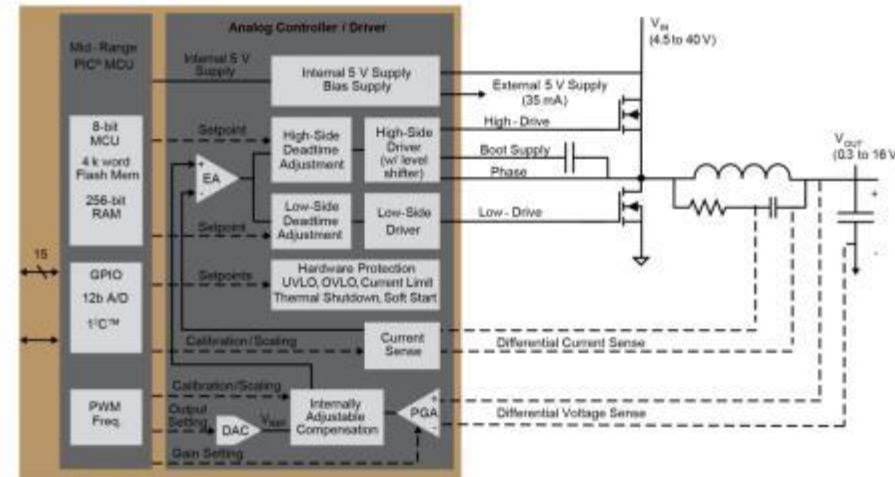 Analog Controller / Driver
Mid-Range
PIC® MCU
Internal 5 V
Supply
Internal 5 V Supply
Bias Supply
VIN
(4.5 to 40 V)
External 5 V Supply
(35 mA)
8-bit
MCU
4 k word
Flash Mem
256-bit
RAM
Setpoint
High-Side
Deadtime
Adjustment
High-Side
Driver
(w/ level
shifter)
High - Drive
Boot Supply
Phase
VOUT
(0.3 to 16 V)
+
-
+
EA
-
Setpoint
Low-Side
Deadtime
Adjustment
Low-Side
Driver
Low - Drive
15
GPIO
12b A/D
1²C™
Setpoints
Hardware Protection
UVLO, OVLO, Current Limit
Thermal Shutdown, Soft Start
Calibration/Scaling
Current
Sense
Differential Current Sense
PWM
Freq.
Calibration/Scaling
Output
Setting
DAC
VREF
Internally
Adjustable
Compensation
PGA
+
-
Differential Voltage Sense
Gain Setting